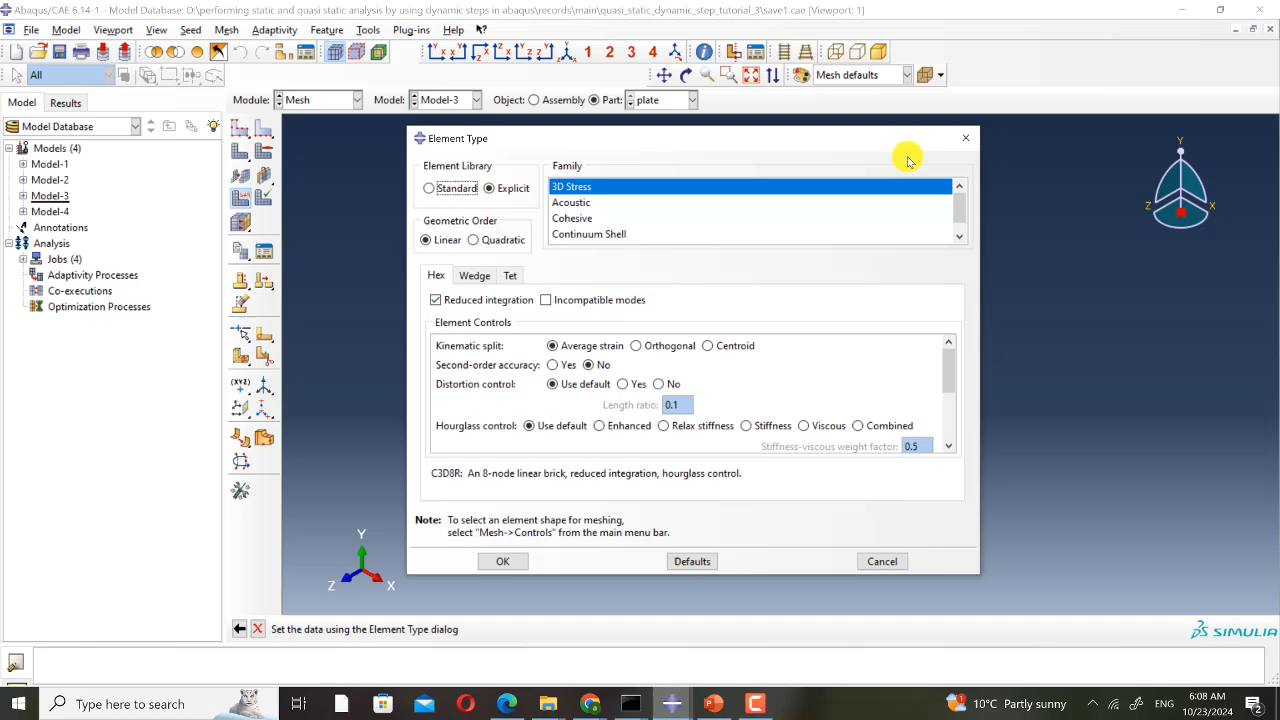 Abaqus/CAE 6.14-1 - Model Database: D:\performing static and quasi static analysis by using dynamic steps in abaqus\records\main\quasi_static_dynamic_step_tutorial_3\save1.cae (Viewport: 1)
File Model Viewport View Seed Mesh Adaptivity Feature Tools Plug-ins Help
1 2 3 4
All
Mesh defaults
Model Results
Module: Mesh Model: Model-3 Object: Assembly Part: plate
Model Database
Models (4)
Model-1
Model-2
Model-3
Model-4
Annotations
Analysis
Jobs (4)
Adaptivity Processes
Co-executions
Optimization Processes
(XYZ)
Element Type
Element Library
Standard Explicit
Geometric Order
Linear Quadratic
Family
3D Stress
Acoustic
Cohesive
Continuum Shell
Hex Wedge Tet
Reduced integration Incompatible modes
Element Controls
Kinematic split: Average strain Orthogonal Centroid
Second-order accuracy: Yes No
Distortion control: Use default Yes No
Length ratio: 0.1
Hourglass control: Use default Enhanced Relax stiffness Stiffness Viscous Combined
Stiffness-viscous weight factor: 0.5
C3D8R: An 8-node linear brick, reduced integration, hourglass control.
Note: To select an element shape for meshing,
select "Mesh->Controls" from the main menu bar.
OK Defaults Cancel
Y
Z X
Y
Z X
Set the data using the Element Type dialog
SIMULIA
Type here to search
10°C Partly sunny
ENG
6:08 AM
10/23/2024